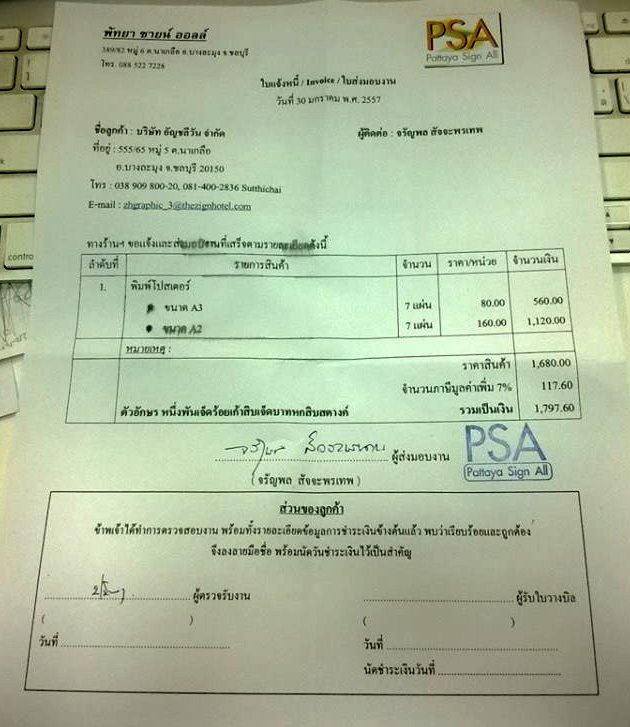 พัทยา ซายน์ ออลล์
389/82 หมู่ 6 ต.นาเกลือ อ.บางละมุง จ.ชลบุรี
โทร. 088 522 7228
PSA
Pattaya Sign All
ใบแจ้งหนี้ / Invoice / ใบส่งมอบงาน
วันที่ 30 มกราคม พ.ศ. 2557
ชื่อลูกค้า : บริษัท อัญชลีวัน จำกัด ผู้ติดต่อ : จรัญพล สัจจะพรเทพ
ที่อยู่ : 555/65 หมู่ 5 ต.นาเกลือ
อ.บางละมุง จ.ชลบุรี 20150
โทร : 038 909 800-20, 081-400-2836 Sutthichai
E-mail : zhgraphic_3@thezignhotel.com
ทางร้านฯ ขอแจ้งและส่งมอบงานที่เสร็จตามรายละเอียดดังนี้
ลำดับที่ รายการสินค้า จำนวน ราคา/หน่วย จำนวนเงิน
1. พิมพ์โปสเตอร์
ขนาด A3 7 แผ่น 80.00 560.00
ขนาด A2 7 แผ่น 160.00 1,120.00
หมายเหตุ :
ราคาสินค้า 1,680.00
จำนวนภาษีมูลค่าเพิ่ม 7% 117.60
ตัวอักษร หนึ่งพันเจ็ดร้อยเก้าสิบเจ็ดบาทหกสิบสตางค์ รวมเป็นเงิน 1,797.60
ผู้ส่งมอบงาน
(จรัญพล สัจจะพรเทพ)
PSA
Pattaya Sign All
ส่วนของลูกค้า
ข้าพเจ้าได้ทำการตรวจสอบงาน พร้อมทั้งรายละเอียดข้อมูลการชำระเงินข้างต้นแล้ว พบว่าเรียบร้อยและถูกต้อง
จึงลงลายมือชื่อ พร้อมนัดวันชำระเงินไว้เป็นสำคัญ
ผู้ตรวจรับงาน ผู้รับใบวางบิล
( ) ( )
วันที่ วันที่
นัดชำระเงินวันที่